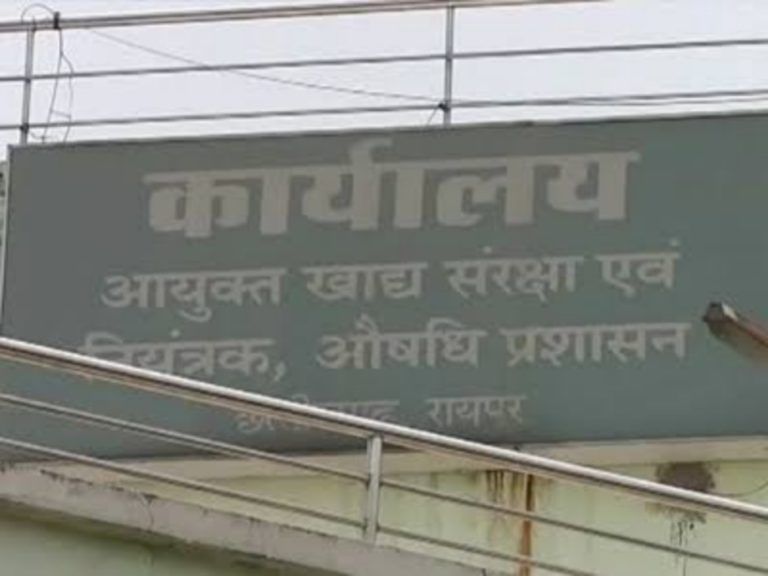 कार्यालय
आयुक्त खाद्य संरक्षा एवं
नियंत्रक, औषधि प्रशासन
रायपुर